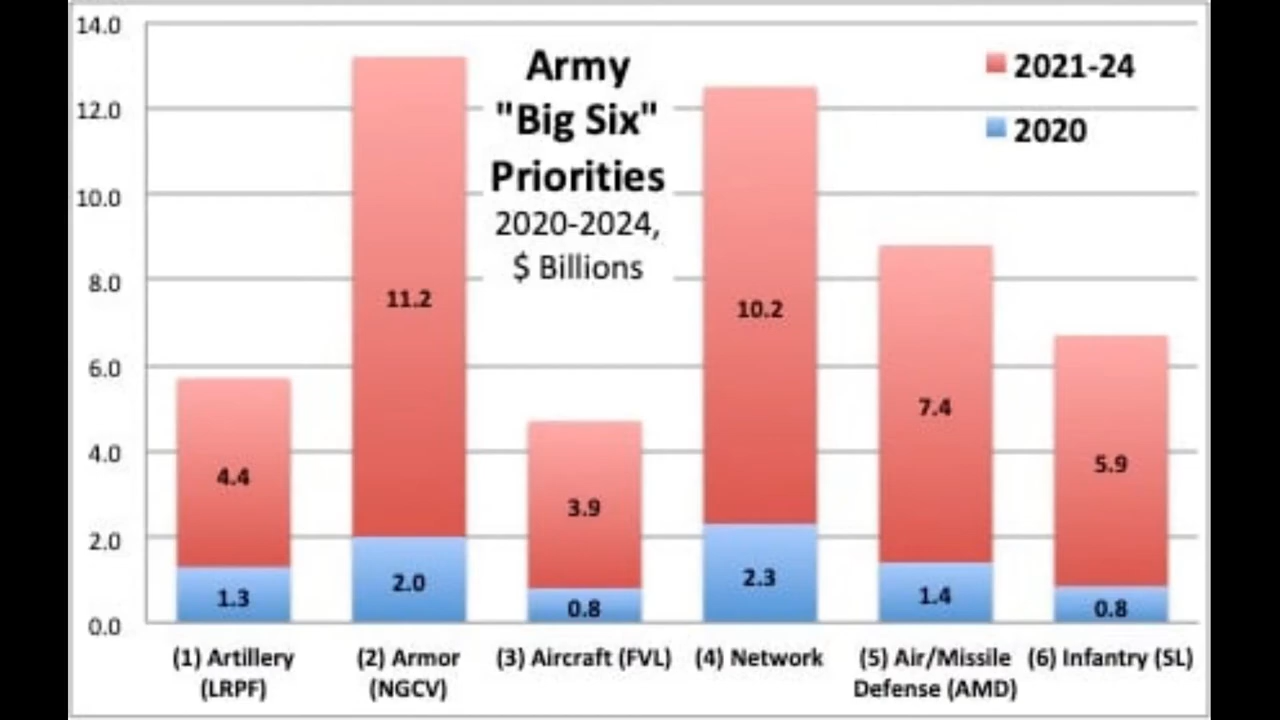 Army
"Big Six"
Priorities
2020-2024,
$ Billions
2021-24
2020
14.0
12.0
10.0
8.0
6.0
4.0
2.0
0.0
4.4
1.3
11.2
2.0
3.9
0.8
10.2
2.3
7.4
1.4
5.9
0.8
(1) Artillery
(LRPF)
(2) Armor
(NGCV)
(3) Aircraft (FVL)
(4) Network
(5) Air/Missile
Defense (AMD)
(6) Infantry (SL)